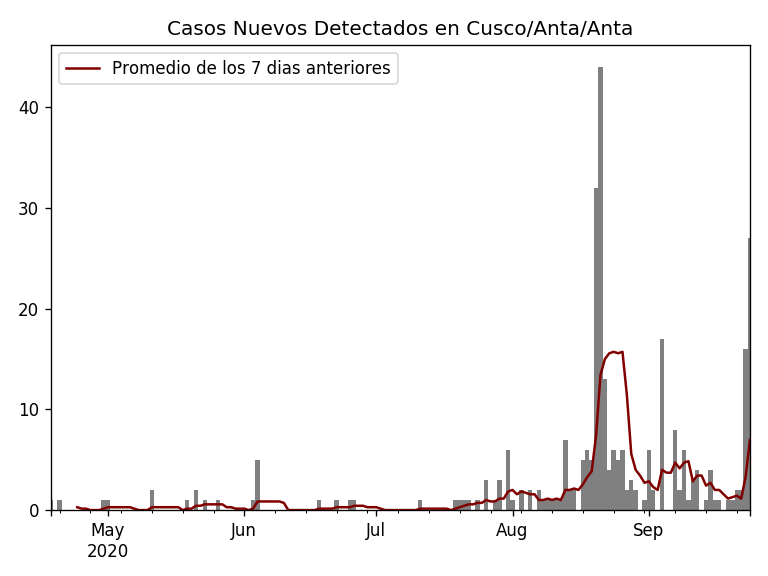 Casos Nuevos Detectados en Cusco/Anta/Anta
Promedio de los 7 dias anteriores
40
30
20
10
0
May Jun Jul Aug Sep
2020